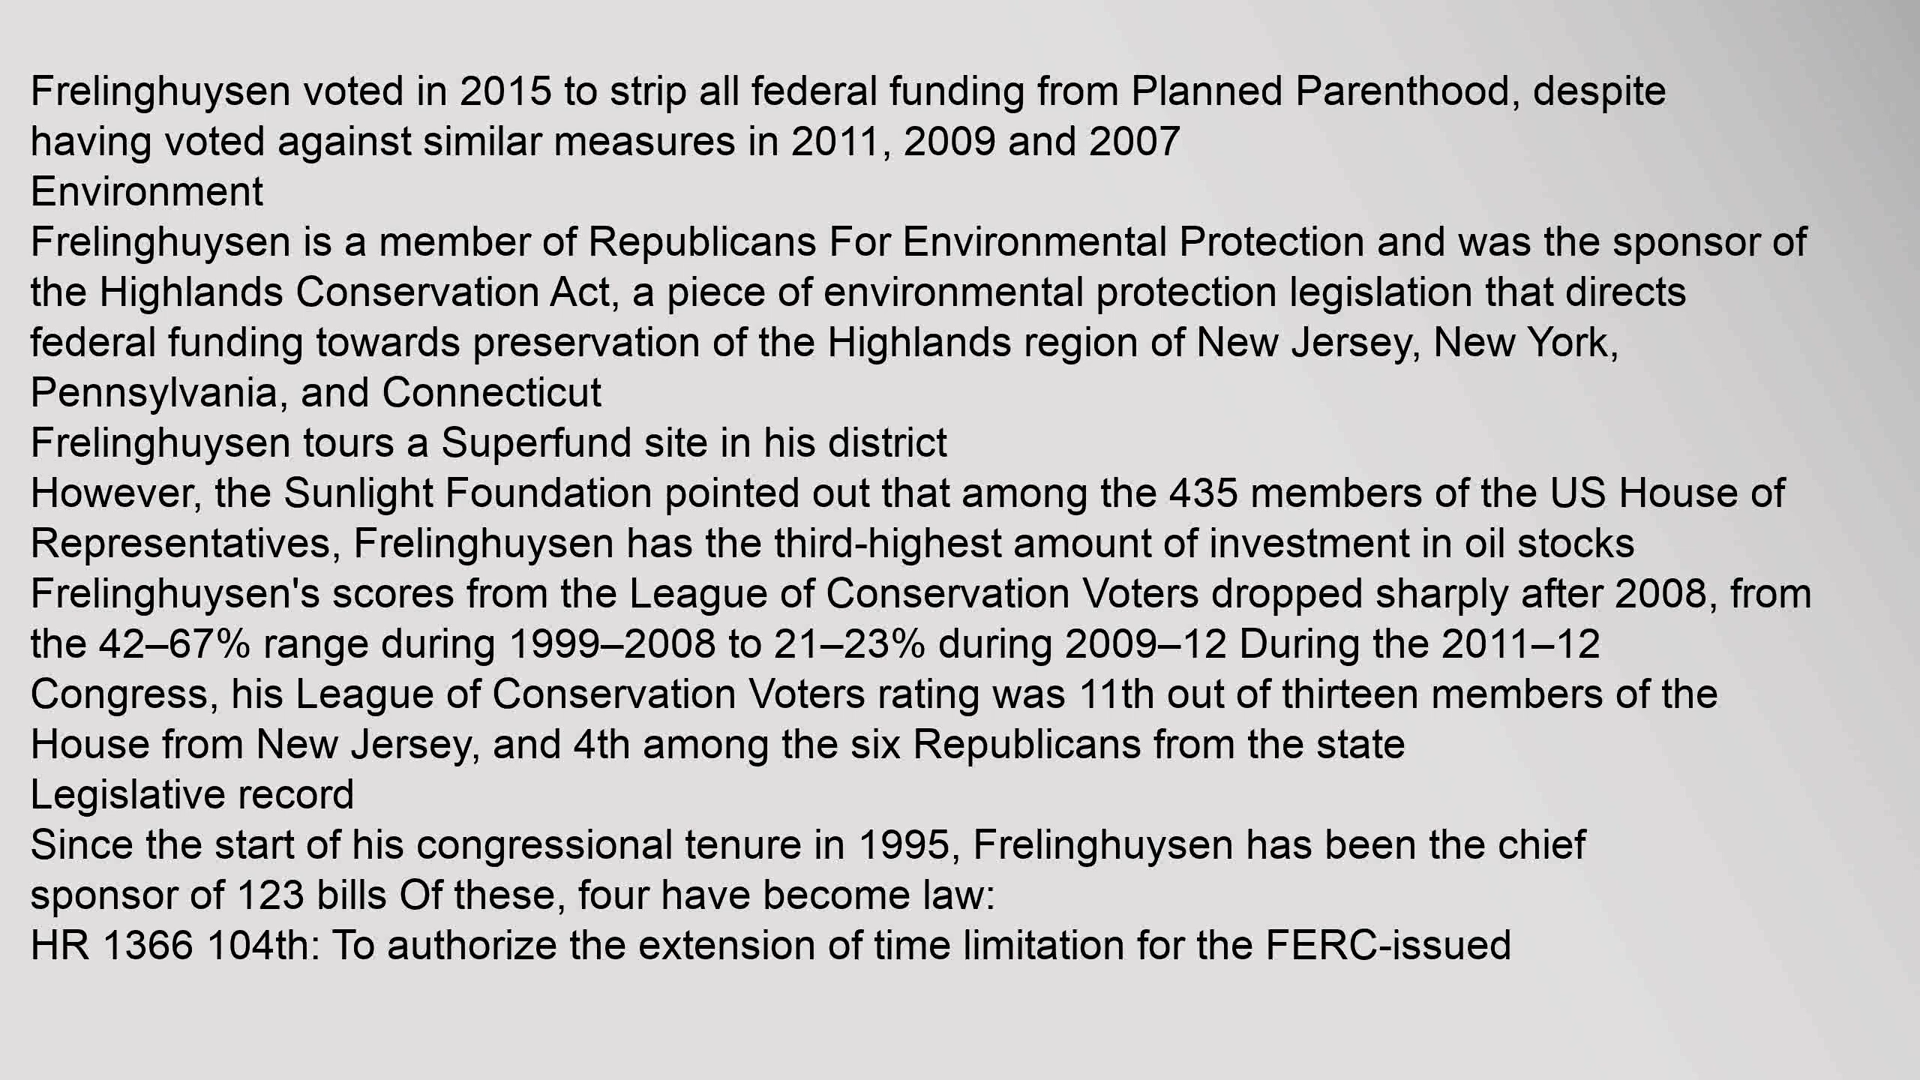 Frelinghuysen voted in 2015 to strip all federal funding from Planned Parenthood, despite
having voted against similar measures in 2011, 2009 and 2007
Environment
Frelinghuysen is a member of Republicans For Environmental Protection and was the sponsor of
the Highlands Conservation Act, a piece of environmental protection legislation that directs
federal funding towards preservation of the Highlands region of New Jersey, New York,
Pennsylvania, and Connecticut
Frelinghuysen tours a Superfund site in his district
However, the Sunlight Foundation pointed out that among the 435 members of the US House of
Representatives, Frelinghuysen has the third-highest amount of investment in oil stocks
Frelinghuysen's scores from the League of Conservation Voters dropped sharply after 2008, from
the 42–67% range during 1999–2008 to 21–23% during 2009–12 During the 2011–12
Congress, his League of Conservation Voters rating was 11th out of thirteen members of the
House from New Jersey, and 4th among the six Republicans from the state
Legislative record
Since the start of his congressional tenure in 1995, Frelinghuysen has been the chief
sponsor of 123 bills Of these, four have become law:
HR 1366 104th: To authorize the extension of time limitation for the FERC-issued